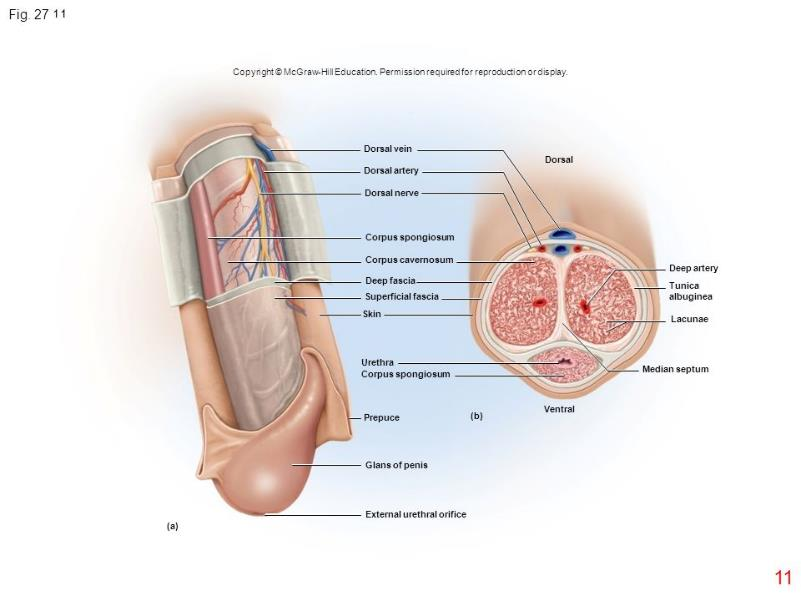 Fig. 27 11
Copyright © McGraw-Hill Education. Permission required for reproduction or display.
Dorsal vein
Dorsal
Dorsal artery
Dorsal nerve
Corpus spongiosum
Corpus cavernosum
Deep artery
Deep fascia
Tunica
albuginea
Superficial fascia
Skin
Lacunae
Urethra
Median septum
Corpus spongiosum
Ventral
Prepuce
(b)
Glans of penis
External urethral orifice
(a)
11